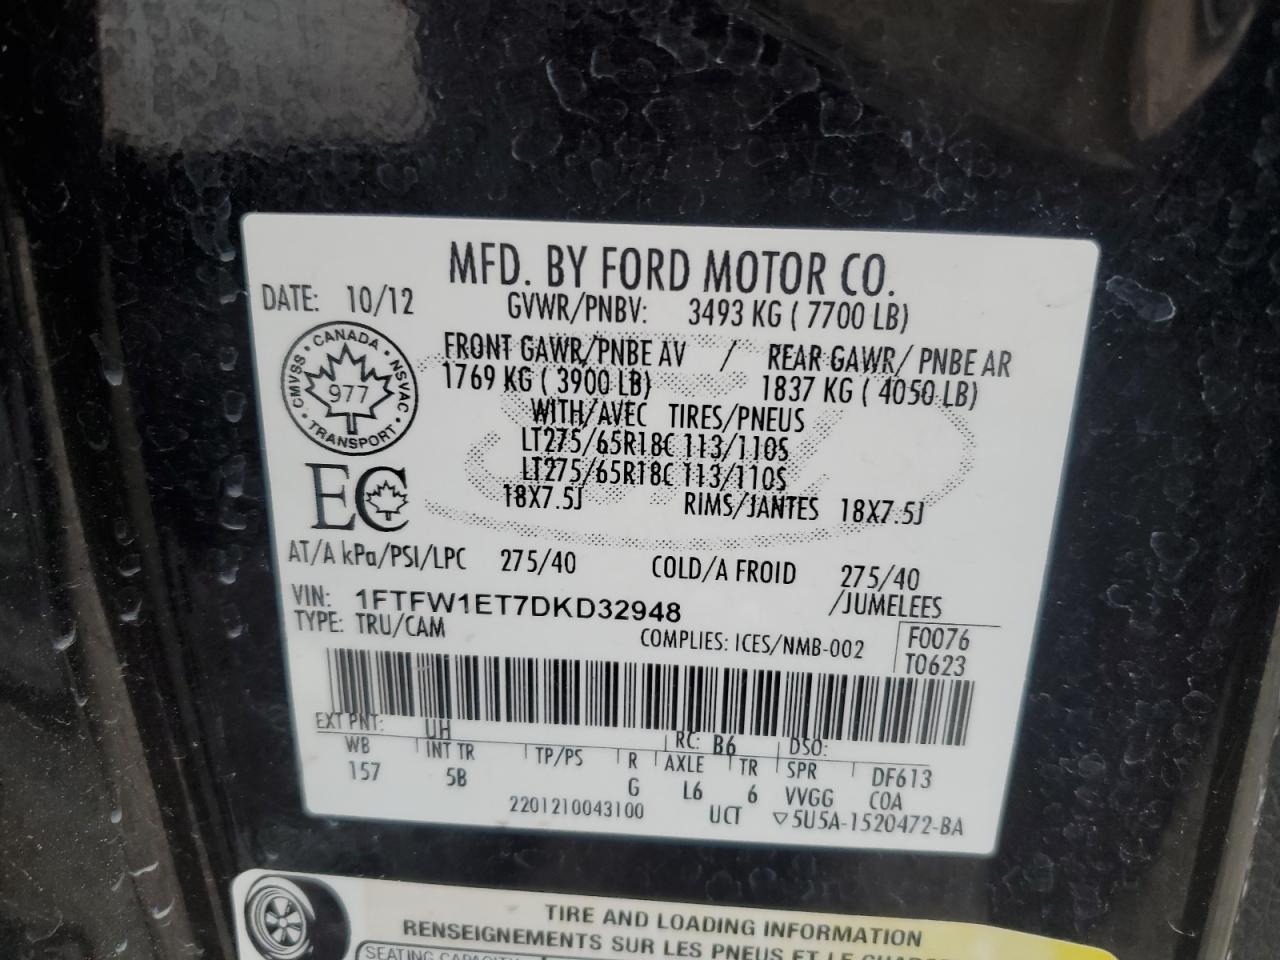 MFD. BY FORD MOTOR CO.
DATE: 10/12
GVWR/PNBV: 3493 KG ( 7700 LB)
FRONT GAWR/PNBE AV / REAR GAWR/ PNBE AR
1769 KG ( 3900 LB) 1837 KG ( 4050 LB)
WITH/AVEC TIRES/PNEUS
LT275/65R18C 113/110S
LT275/65R18C 113/110S
18X7.5J RIMS/JANTES 18X7.5J
CANADA
CMVSS NSVAC
977
TRANSPORT
EC
AT/A kPa/PSI/LPC 275/40 COLD/A FROID 275/40
VIN: 1FTFW1ET7DKD32948 /JUMELEES
TYPE: TRU/CAM COMPLIES: ICES/NMB-002 F0076
T0623
EXT PNT: UH RC: B6 DSO:
WB INT TR TP/PS R AXLE TR SPR DF613
157 5B G L6 6 VVGG COA
2201210043100 UCT ▽5U5A-1520472-BA
TIRE AND LOADING INFORMATION
RENSEIGNEMENTS SUR LES PNEUS ET LE
SEATING CAPACITY